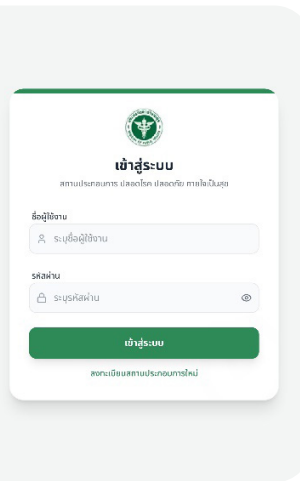 เข้าสู่ระบบ
สถานประกอบการ ปลอดโรค ปลอดภัย กายใจเป็นสุข
ชื่อผู้ใช้งาน
ระบุชื่อผู้ใช้งาน
รหัสผ่าน
ระบุรหัสผ่าน
เข้าสู่ระบบ
ลงทะเบียนสถานประกอบการใหม่